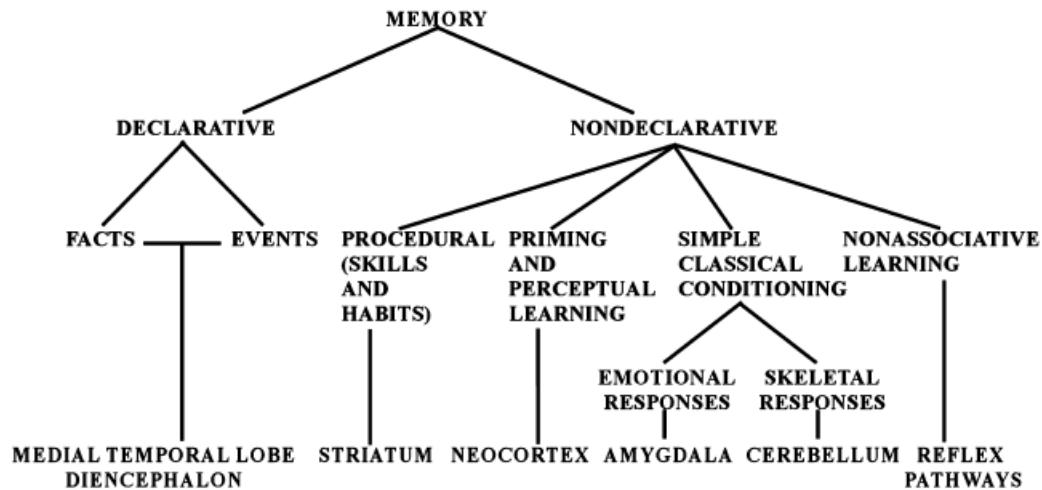 MEMORY
DECLARATIVE
NONDECLARATIVE
FACTS
EVENTS
PROCEDURAL
(SKILLS
AND
HABITS)
PRIMING
AND
PERCEPTUAL
LEARNING
SIMPLE
CLASSICAL
CONDITIONING
NONASSOCIATIVE
LEARNING
EMOTIONAL
RESPONSES
SKELETAL
RESPONSES
MEDIAL TEMPORAL LOBE
DIENCEPHALON
STRIATUM
NEOCORTEX
AMYGDALA
CEREBELLUM
REFLEX
PATHWAYS